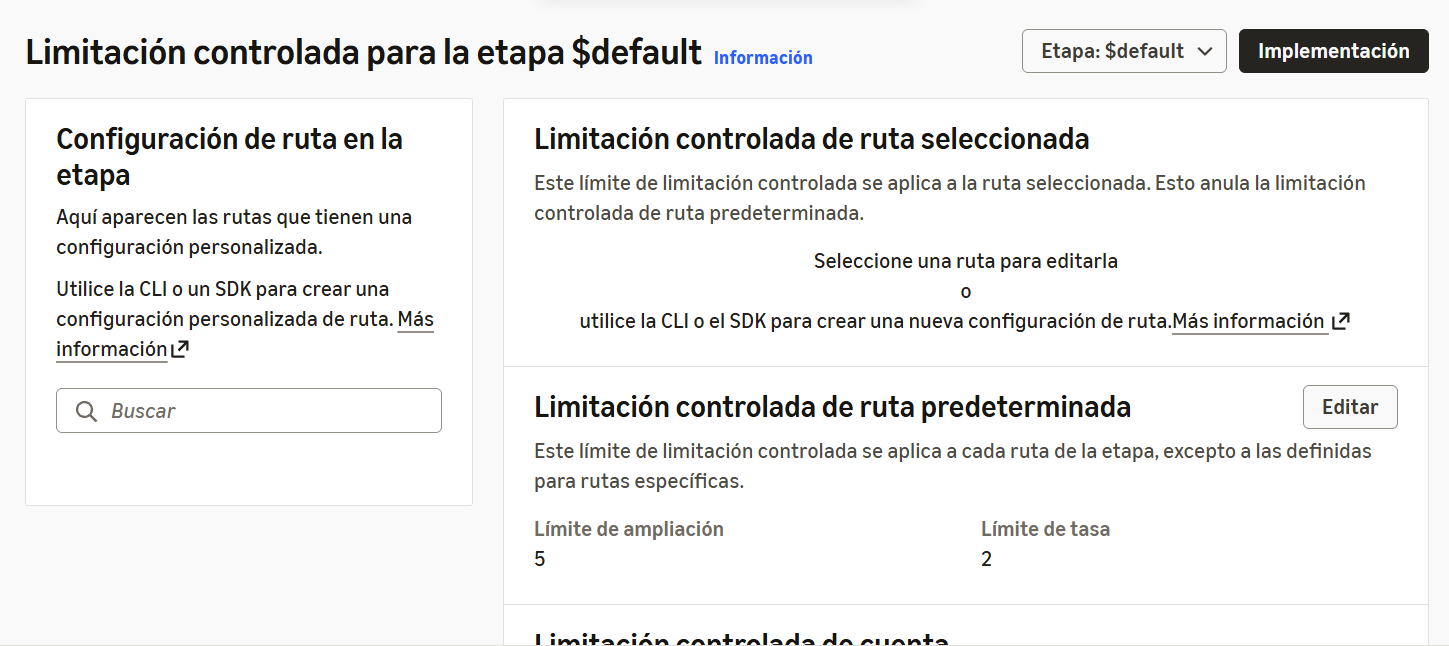 Limitación controlada para la etapa $default Información
Etapa: $default
Implementación
Configuración de ruta en la
etapa
Aquí aparecen las rutas que tienen una
configuración personalizada.
Utilice la CLI o un SDK para crear una
configuración personalizada de ruta. Más
información
Buscar
Limitación controlada de ruta seleccionada
Este límite de limitación controlada se aplica a la ruta seleccionada. Esto anula la limitación
controlada de ruta predeterminada.
Seleccione una ruta para editarla
o
utilice la CLI o el SDK para crear una nueva configuración de ruta.Más información
Limitación controlada de ruta predeterminada
Editar
Este límite de limitación controlada se aplica a cada ruta de la etapa, excepto a las definidas
para rutas específicas.
Límite de ampliación
5
Límite de tasa
2
Limitación controlada de cuenta